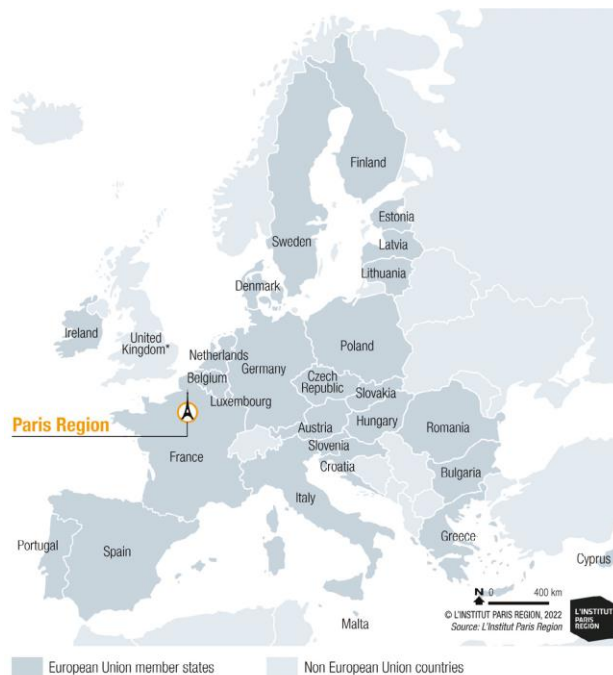 Finland
Estonia
Sweden
Latvia
Lithuania
Denmark
Ireland
United
Kingdom*
Netherlands
Poland
Belgium
Germany
Czech
Republic
Luxembourg
Slovakia
Paris Region
Austria
Hungary
Romania
France
Slovenia
Croatia
Bulgaria
Italy
Portugal
Spain
Greece
Cyprus
N 0 400 km
© L'INSTITUT PARIS REGION, 2022
Source: L'Institut Paris Region
L'INSTITUT
PARIS
REGION
Malta
European Union member states
Non European Union countries